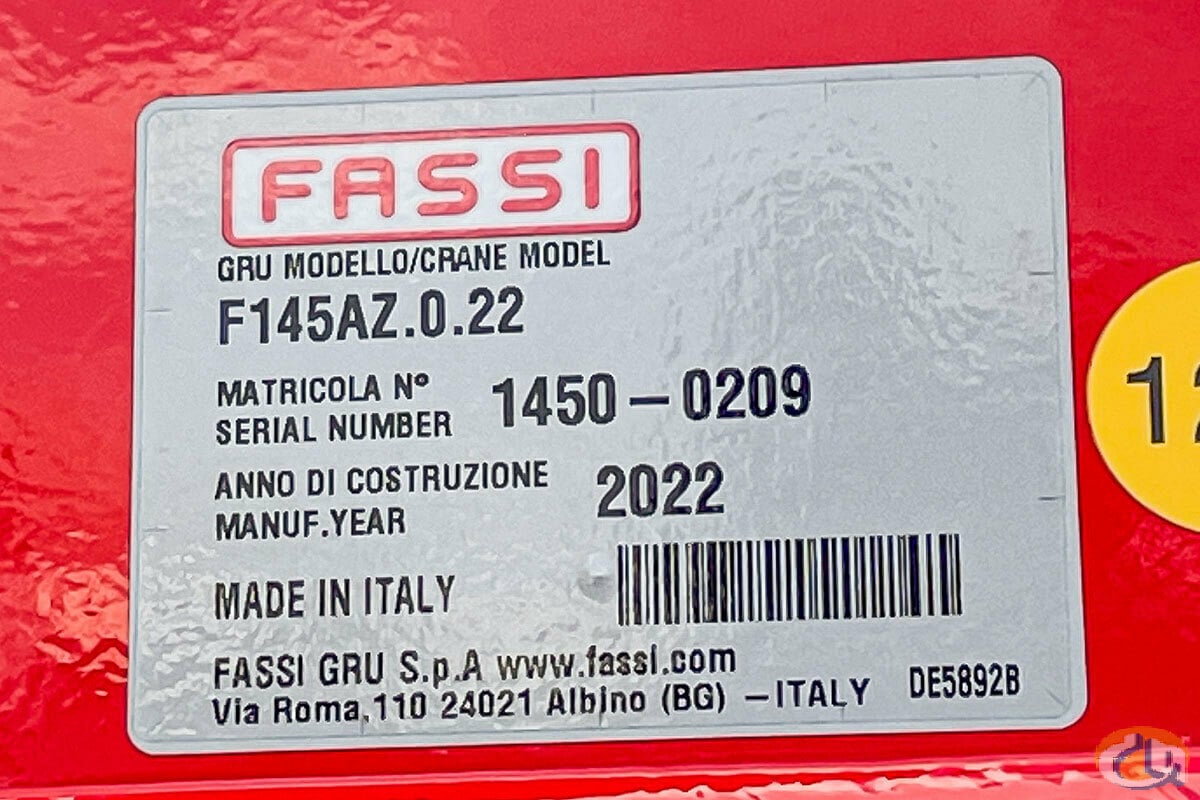 FASSI
GRU MODELLO/CRANE MODEL
F145AZ.0.22
MATRICOLA N° 1450-0209
SERIAL NUMBER
ANNO DI COSTRUZIONE 2022
MANUF.YEAR
MADE IN ITALY
FASSI GRU S.p.A www.fassi.com
Via Roma,110 24021 Albino (BG) -ITALY DE5892B